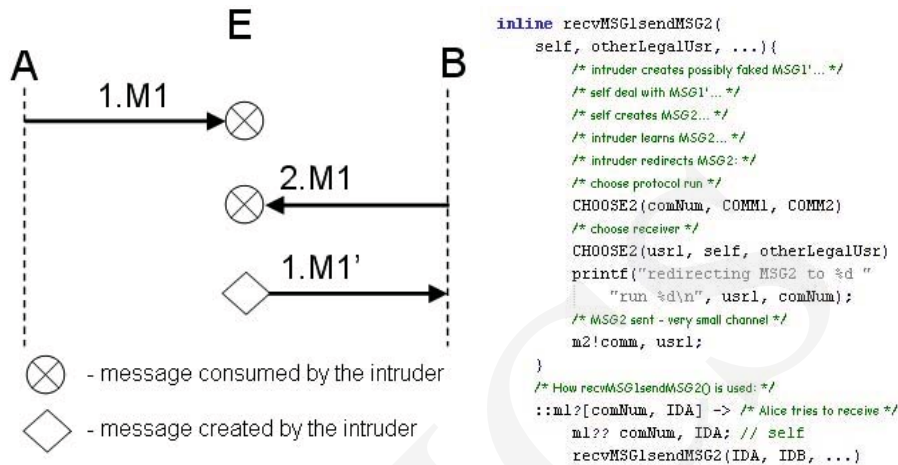 E
A
B
1.M1
2.M1
1.M1’
- message consumed by the intruder
- message created by the intruder
inline recvMSG1sendMSG2(
self, otherLegalUsr, ...){
/* intruder creates possibly faked MSG1'... */
/* self deal with MSG1'... */
/* self creates MSG2... */
/* intruder learns MSG2... */
/* intruder redirects MSG2: */
/* choose protocol run */
CHOOSE2(comNum, COMM1, COMM2)
/* choose receiver */
CHOOSE2(usr1, self, otherLegalUsr)
printf("redirecting MSG2 to %d "
"run %d\n", usr1, comNum);
/* MSG2 sent - very small channel */
m2!comm, usr1;
}
/* How recvMSG1sendMSG2() is used: */
::m1?[comNum, IDA] -> /* Alice tries to receive */
m1?? comNum, IDA; // self
recvMSG1sendMSG2(IDA, IDB, ...)